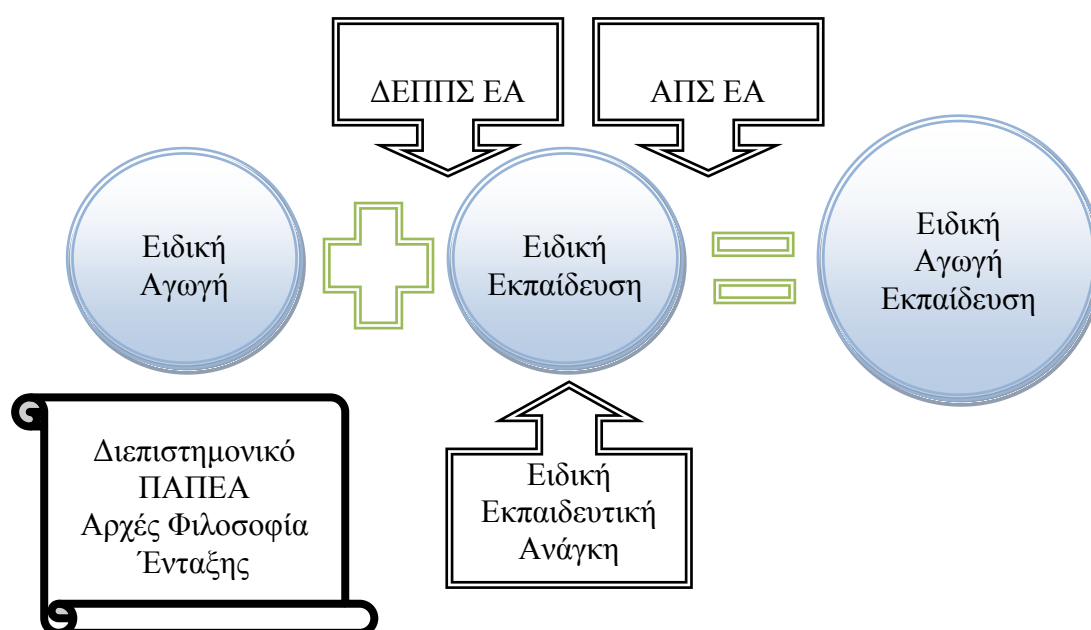 ΔΕΠΠΣ ΕΑ
ΑΠΣ ΕΑ
Ειδική
Αγωγή
Ειδική
Εκπαίδευση
Ειδική
Αγωγή
Εκπαίδευση
Διεπιστημονικό
ΠΑΠΕΑ
Αρχές Φιλοσοφία
Ένταξης
Ειδική
Εκπαιδευτική
Ανάγκη